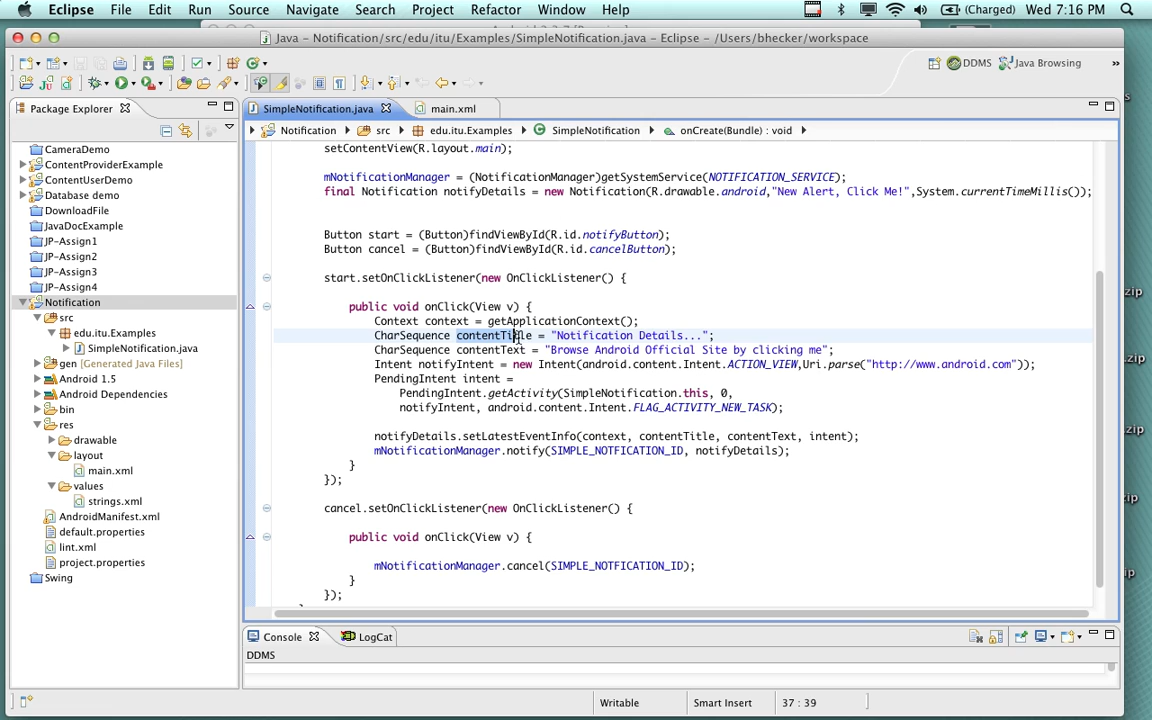 Eclipse File Edit Run Source Navigate Search Project Refactor Window Help (Charged) Wed 7:16 PM
Java - Notification/src/edu/itu/Examples/SimpleNotification.java - Eclipse - /Users/bhecker/workspace
DDMS Java Browsing »
Package Explorer
SimpleNotification.java main.xml
Notification src edu.itu.Examples SimpleNotification onCreate(Bundle) : void
CameraDemo
ContentProviderExample
ContentUserDemo
Database demo
DownloadFile
JavaDocExample
JP-Assign1
JP-Assign2
JP-Assign3
JP-Assign4
Notification
src
edu.itu.Examples
SimpleNotification.java
gen [Generated Java Files]
Android 1.5
Android Dependencies
bin
res
drawable
layout
main.xml
values
strings.xml
AndroidManifest.xml
default.properties
lint.xml
project.properties
Swing
setContentView(R.layout.main);
mNotificationManager = (NotificationManager)getSystemService(NOTIFICATION_SERVICE);
final Notification notifyDetails = new Notification(R.drawable.android,"New Alert, Click Me!",System.currentTimeMillis());
Button start = (Button)findViewById(R.id.notifyButton);
Button cancel = (Button)findViewById(R.id.cancelButton);
start.setOnClickListener(new OnClickListener() {
public void onClick(View v) {
Context context = getApplicationContext();
CharSequence contentTitle = "Notification Details...";
CharSequence contentText = "Browse Android Official Site by clicking me";
Intent notifyIntent = new Intent(android.content.Intent.ACTION_VIEW,Uri.parse("http://www.android.com"));
PendingIntent intent =
PendingIntent.getActivity(SimpleNotification.this, 0,
notifyIntent, android.content.Intent.FLAG_ACTIVITY_NEW_TASK);
notifyDetails.setLatestEventInfo(context, contentTitle, contentText, intent);
mNotificationManager.notify(SIMPLE_NOTFICATION_ID, notifyDetails);
}
});
cancel.setOnClickListener(new OnClickListener() {
public void onClick(View v) {
mNotificationManager.cancel(SIMPLE_NOTFICATION_ID);
}
});
Console LogCat
DDMS
Writable Smart Insert 37 : 39
zip
zip
zip
zip